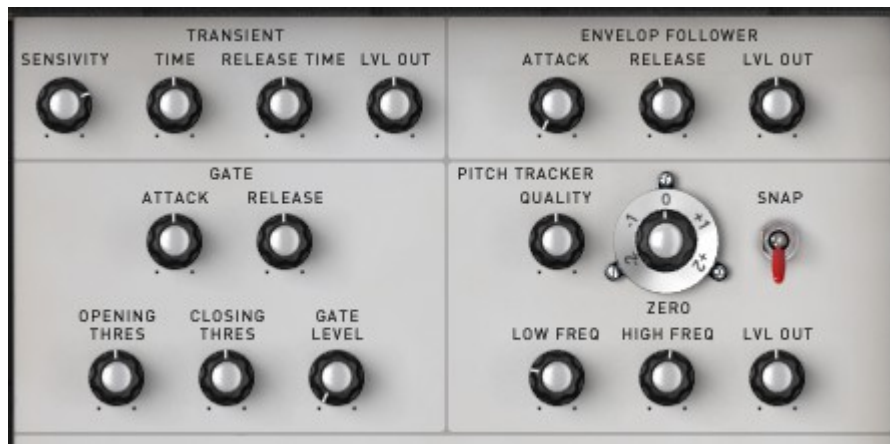 TRANSIENT
SENSIVITY TIME RELEASE TIME LVL OUT
ENVELOP FOLLOWER
ATTACK RELEASE LVL OUT
GATE
ATTACK RELEASE
OPENING THRES
CLOSING THRES
GATE LEVEL
PITCH TRACKER
QUALITY
-2 -1 0 +1 +2
ZERO
SNAP
LOW FREQ HIGH FREQ LVL OUT